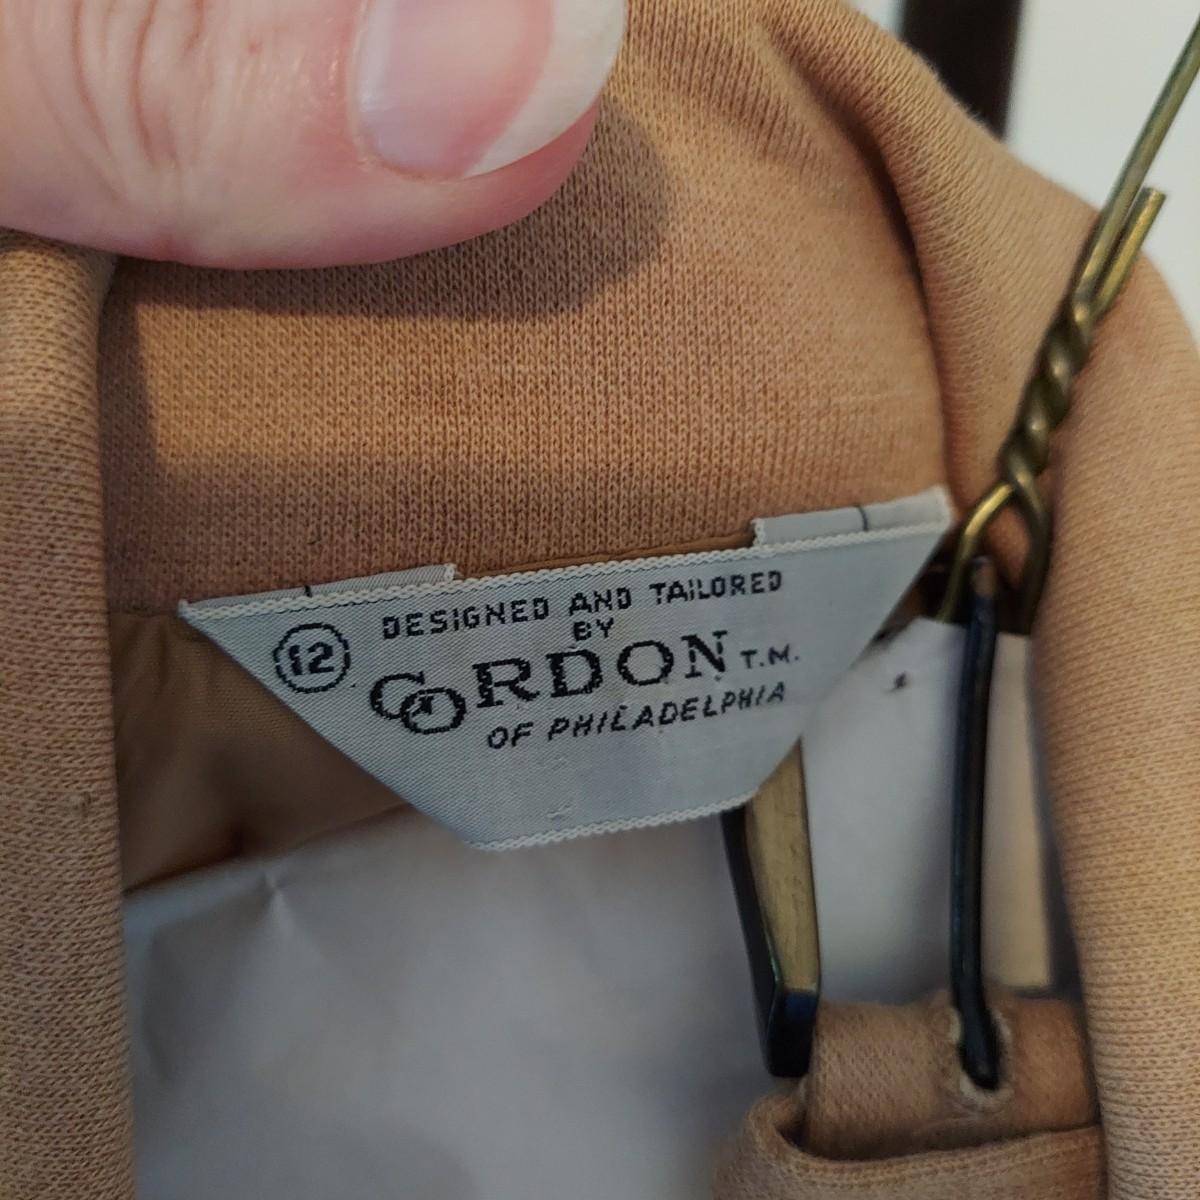 DESIGNED AND TAILORED
BY
12
GORDON T.M.
OF PHILADELPHIA